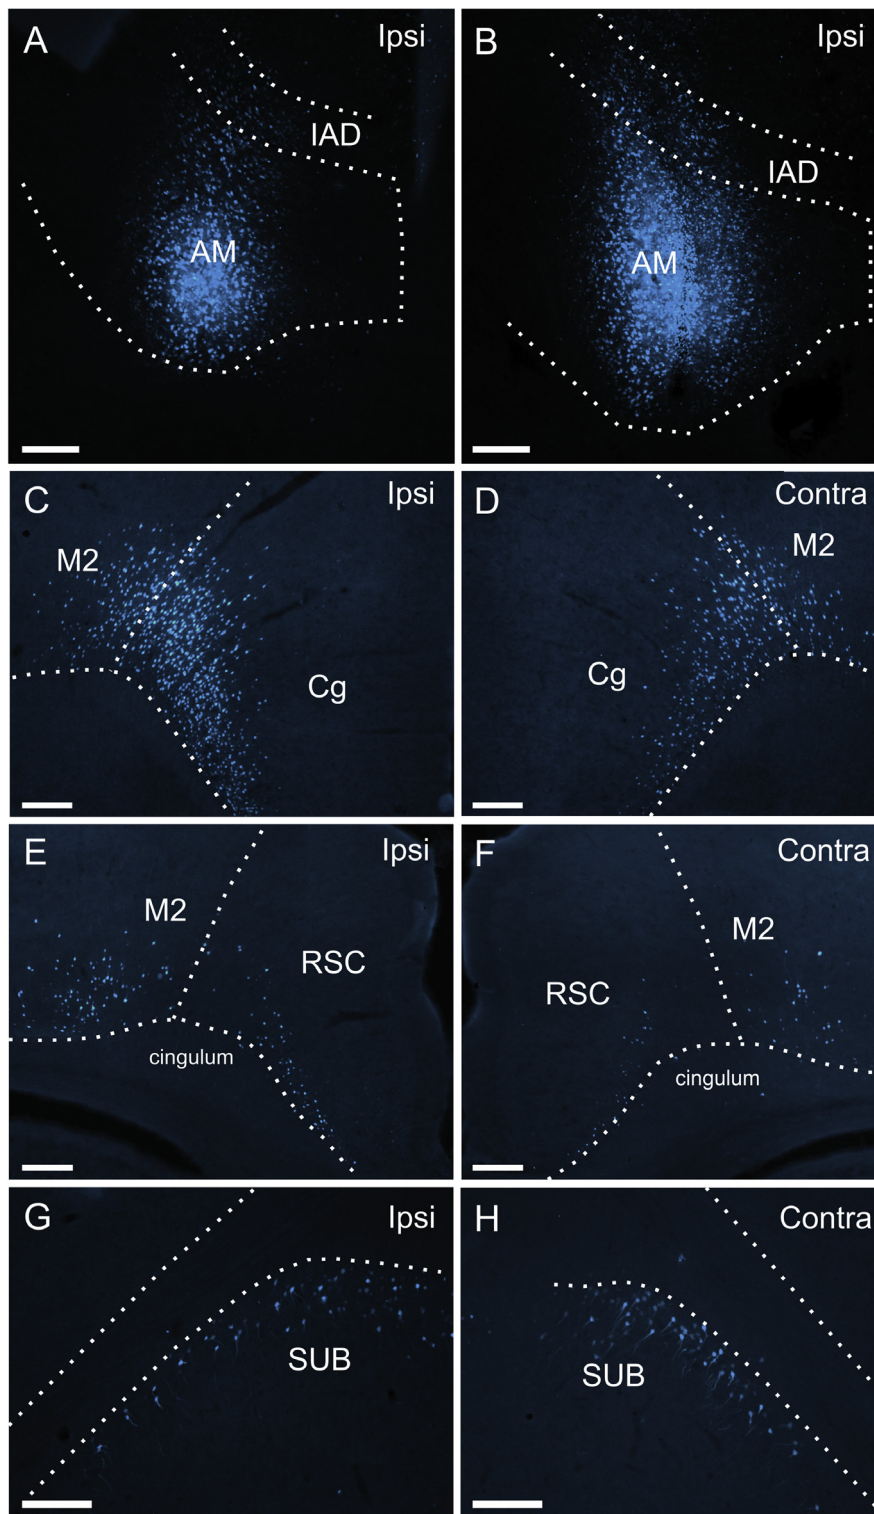 A Ipsi
IAD
AM
B Ipsi
IAD
AM
C Ipsi
M2
Cg
D Contra
M2
Cg
E Ipsi
M2
RSC
cingulum
F Contra
M2
RSC
cingulum
G Ipsi
SUB
H Contra
SUB